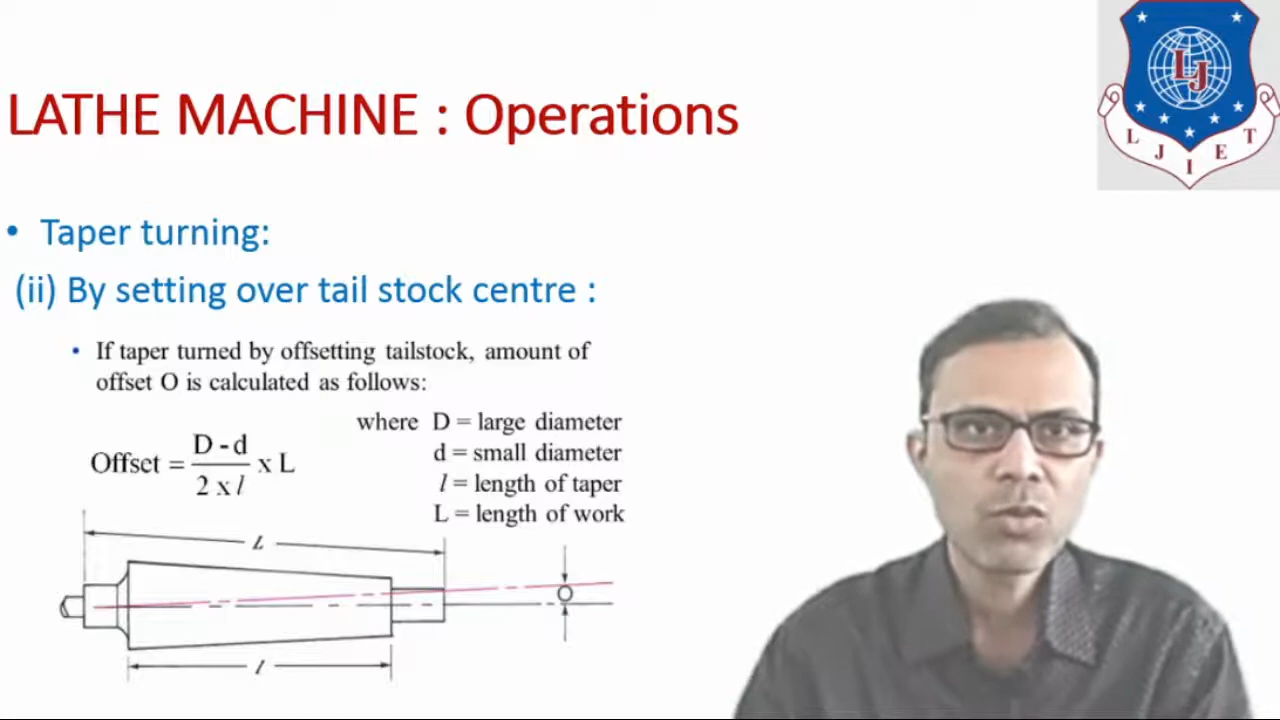 LATHE MACHINE : Operations
L J I E T
LJ
• Taper turning:
(ii) By setting over tail stock centre :
• If taper turned by offsetting tailstock, amount of
offset O is calculated as follows:
where D = large diameter
d = small diameter
l = length of taper
L = length of work
Offset = D - d / 2 x l x L
L
O
l